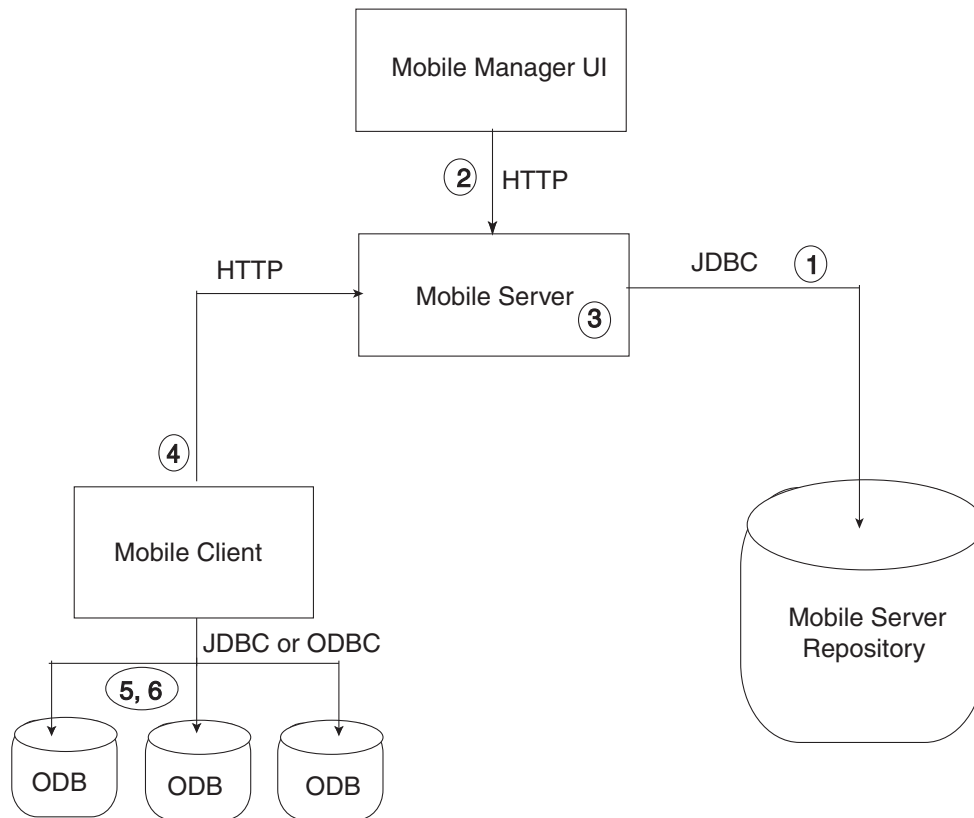 Mobile Manager UI
2 HTTP
HTTP
JDBC 1
Mobile Server
3
4
Mobile Client
JDBC or ODBC
5, 6
ODB
ODB
ODB
Mobile Server
Repository